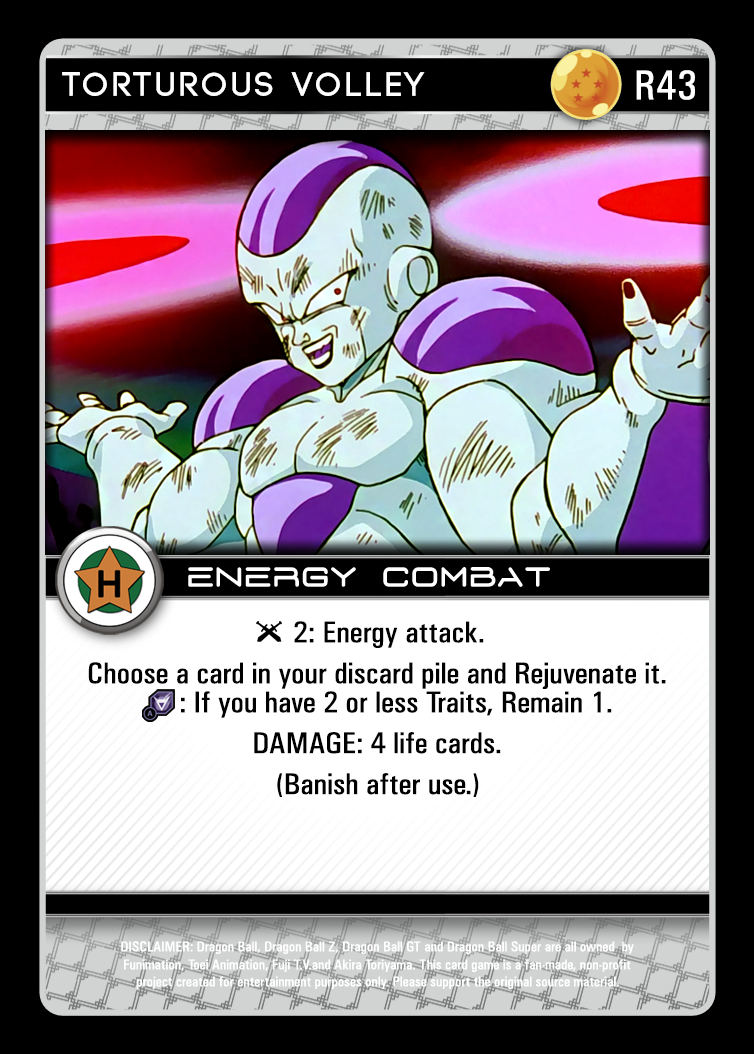 TORTUROUS VOLLEY
R43
H
ENERGY COMBAT
2: Energy attack.
Choose a card in your discard pile and Rejuvenate it.
A : If you have 2 or less Traits, Remain 1.
DAMAGE: 4 life cards.
(Banish after use.)
DISCLAIMER: Dragon Ball, Dragon Ball Z, Dragon Ball GT and Dragon Ball Super are all owned by
Funimation, Toei Animation, Fuji T.V.and Akira Toriyama. This card game is a fan-made, non-profit
project created for entertainment purposes only. Please support the original source material.